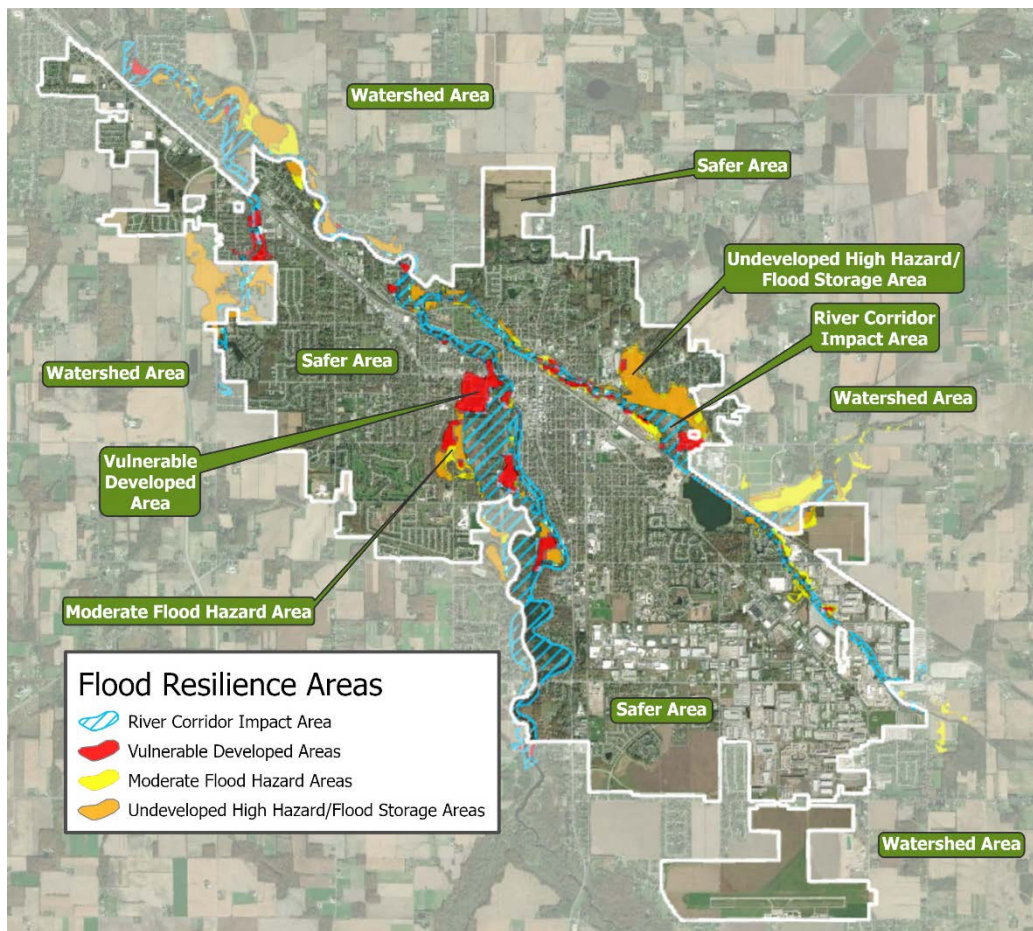 Watershed Area
Safer Area
Undeveloped High Hazard/
Flood Storage Area
River Corridor
Impact Area
Safer Area
Watershed Area
Watershed Area
Vulnerable
Developed
Area
Moderate Flood Hazard Area
Flood Resilience Areas
River Corridor Impact Area
Vulnerable Developed Areas
Moderate Flood Hazard Areas
Undeveloped High Hazard/Flood Storage Areas
Safer Area
Watershed Area